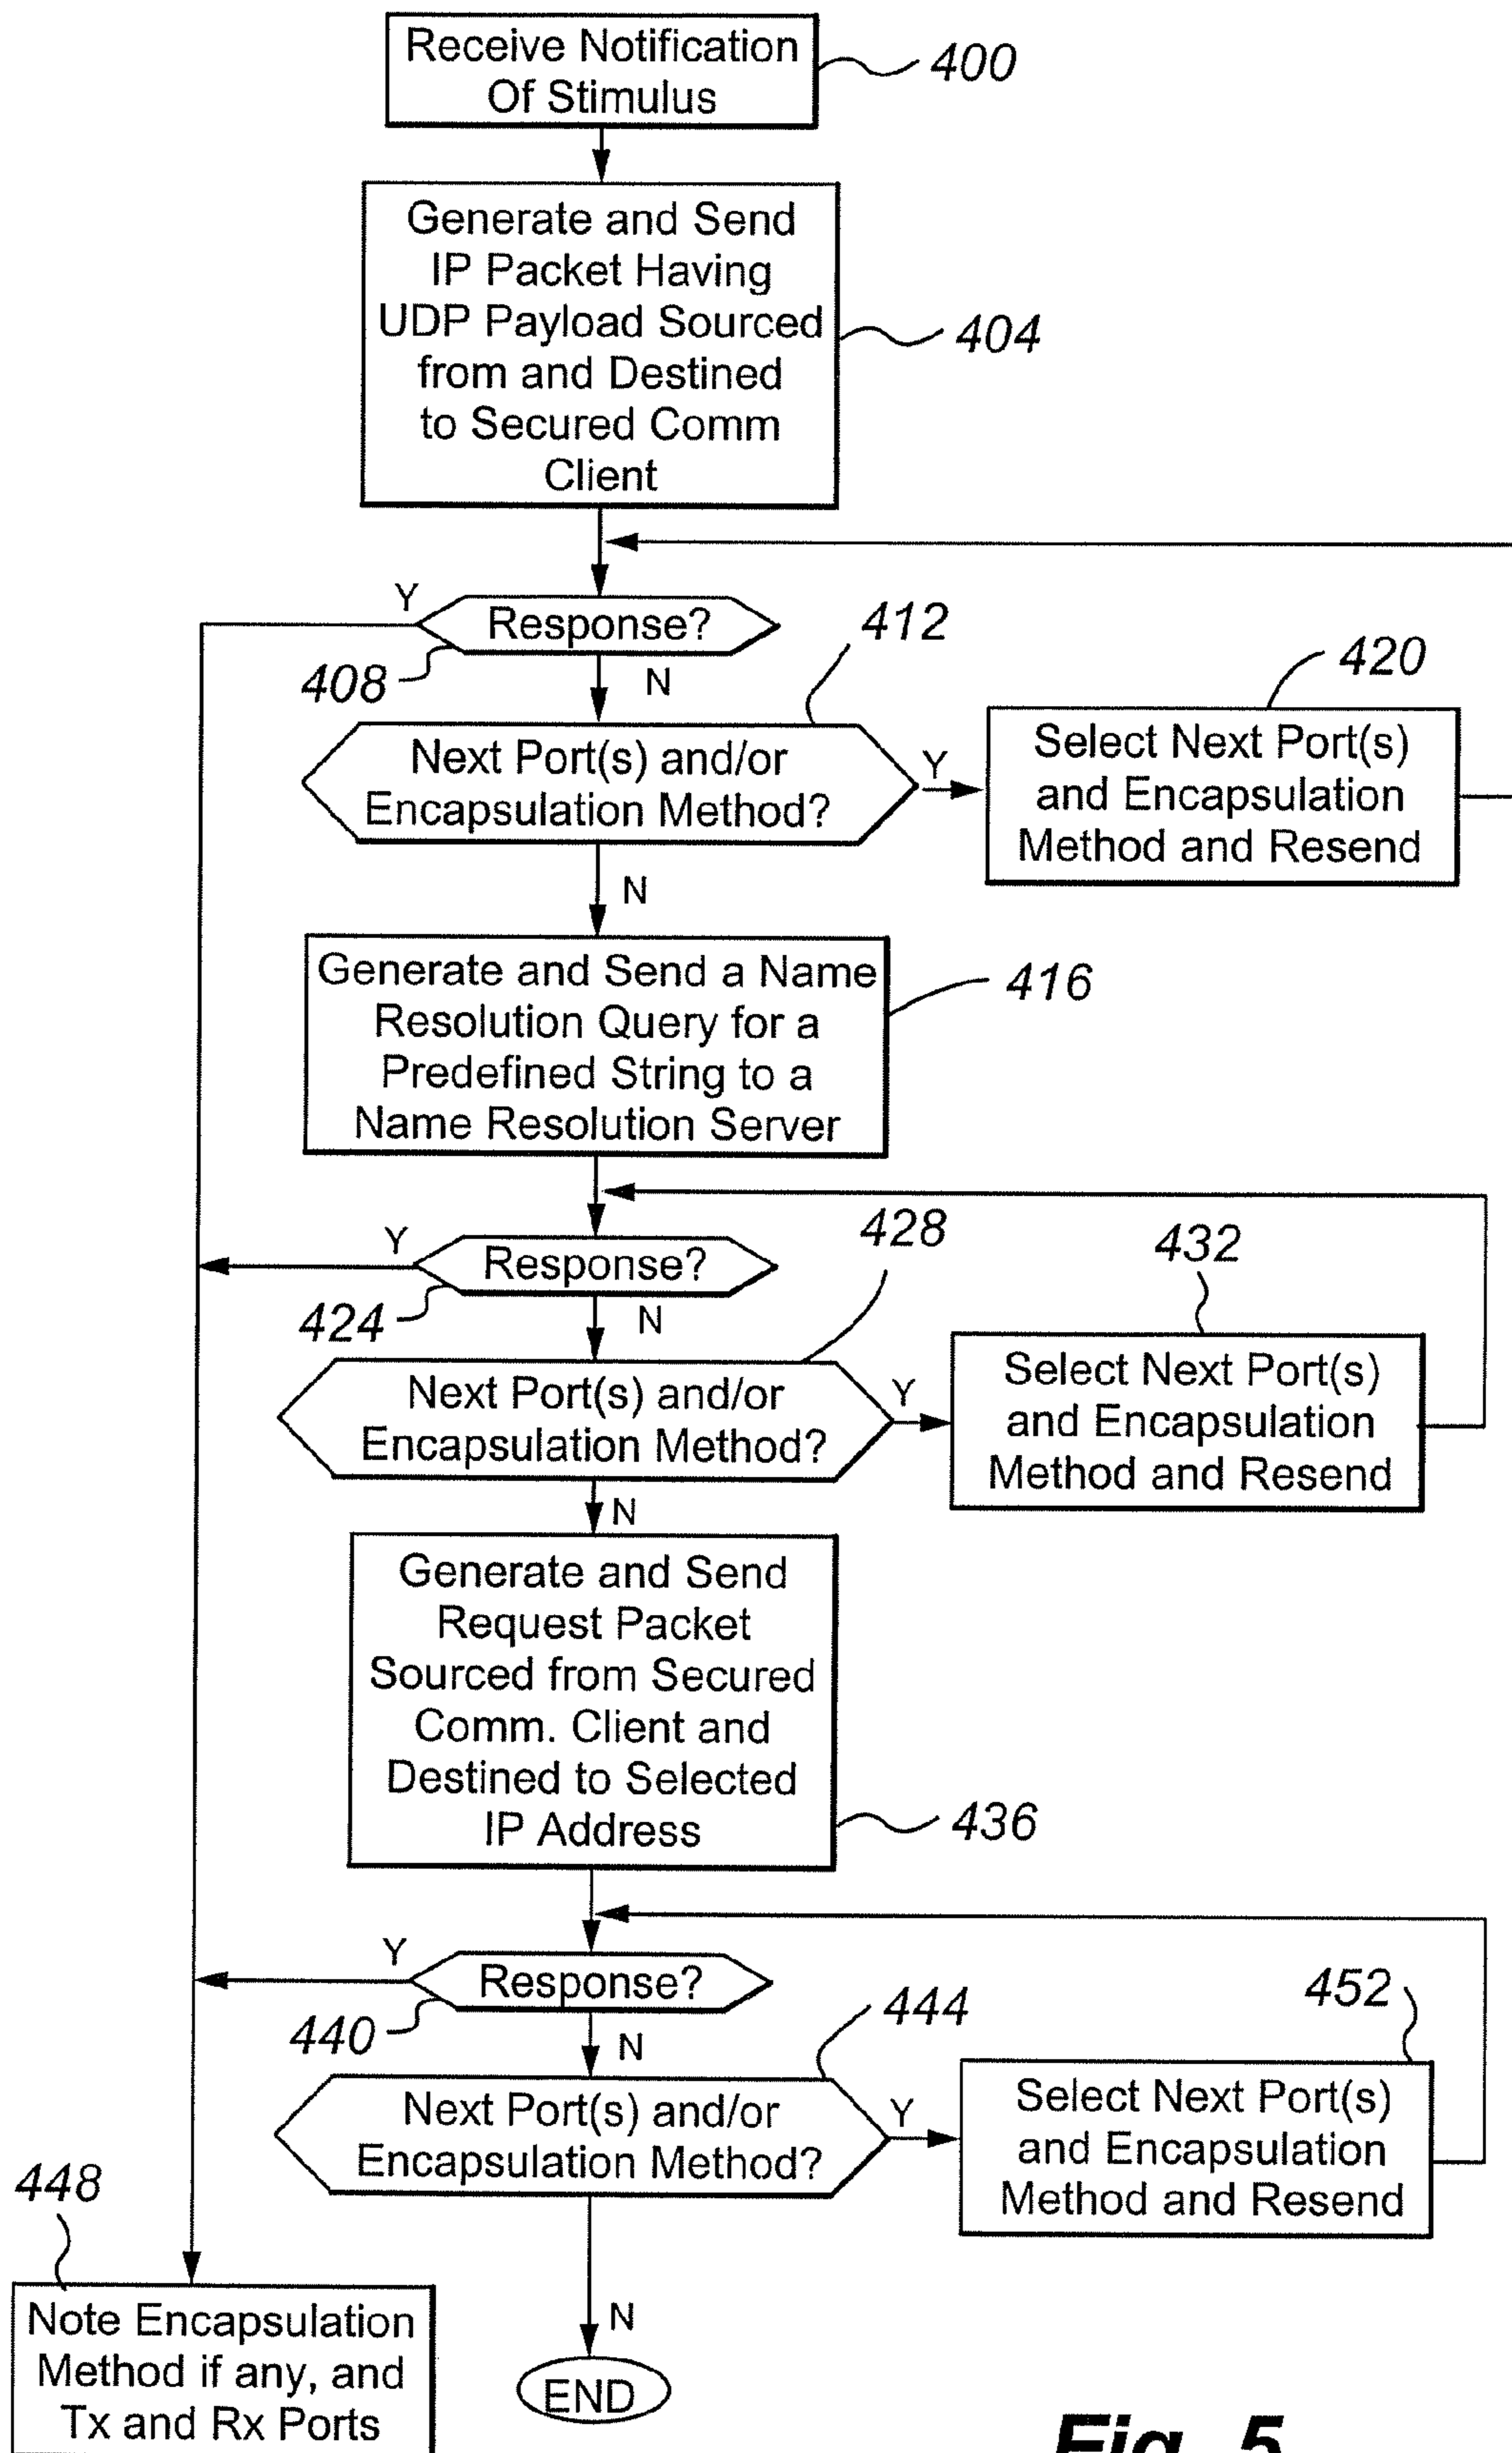 Receive Notification
Of Stimulus
400
Generate and Send
IP Packet Having
UDP Payload Sourced
from and Destined
to Secured Comm
Client
404
Y
Response?
408
N
412
Next Port(s) and/or
Encapsulation Method?
Y
420
Select Next Port(s)
and Encapsulation
Method and Resend
N
Generate and Send a Name
Resolution Query for a
Predefined String to a
Name Resolution Server
416
Y
Response?
424
N
428
Next Port(s) and/or
Encapsulation Method?
Y
432
Select Next Port(s)
and Encapsulation
Method and Resend
N
Generate and Send
Request Packet
Sourced from Secured
Comm. Client and
Destined to Selected
IP Address
436
Y
Response?
440
N
444
Next Port(s) and/or
Encapsulation Method?
Y
452
Select Next Port(s)
and Encapsulation
Method and Resend
448
Note Encapsulation
Method if any, and
Tx and Rx Ports
N
END
Fig. 5